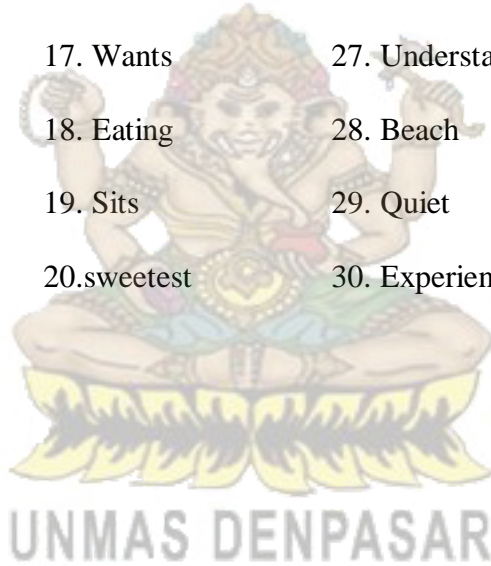 17. Wants 27. Understa
18. Eating 28. Beach
19. Sits 29. Quiet
20.sweetest 30. Experien
UNMAS DENPASAR